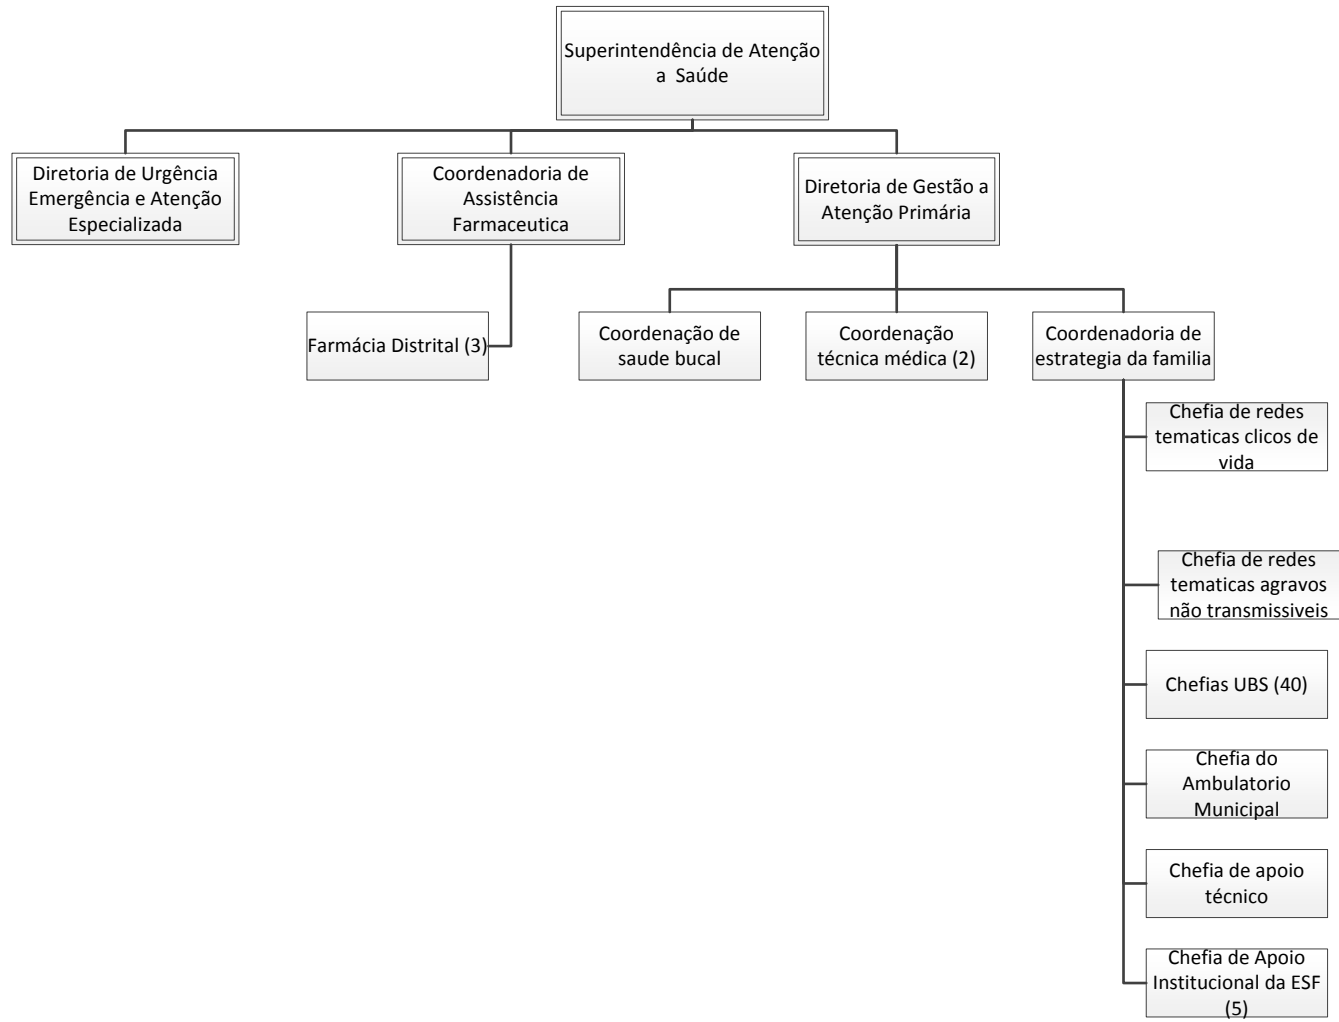 Superintendência de Atenção
a Saúde
Diretoria de Urgência
Emergência e Atenção
Especializada
Coordenadoria de
Assistência
Farmaceutica
Diretoria de Gestão a
Atenção Primária
Farmácia Distrital (3)
Coordenação de
saude bucal
Coordenação
técnica médica (2)
Coordenadoria de
estrategia da familia
Chefia de redes
tematicas clicos de
vida
Chefia de redes
tematicas agravos
não transmissiveis
Chefias UBS (40)
Chefia do
Ambulatorio
Municipal
Chefia de apoio
técnico
Chefia de Apoio
Institucional da ESF
(5)